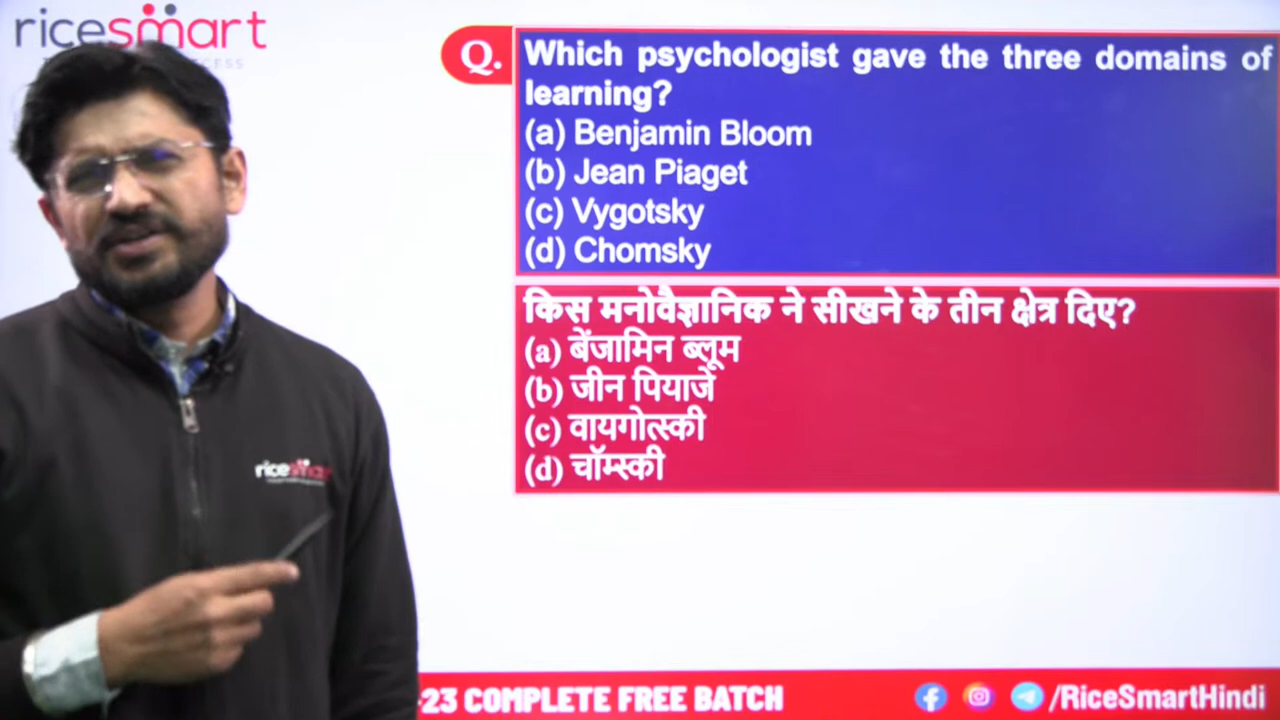 ricesmart
Q.
Which psychologist gave the three domains of
learning?
(a) Benjamin Bloom
(b) Jean Piaget
(c) Vygotsky
(d) Chomsky
किस मनोवैज्ञानिक ने सीखने के तीन क्षेत्र दिए?
(a) बेंजामिन ब्लूम
(b) जीन पियाजे
(c) वायगोत्स्की
(d) चॉम्स्की
ricesmart
-23 COMPLETE FREE BATCH
/RiceSmartHindi